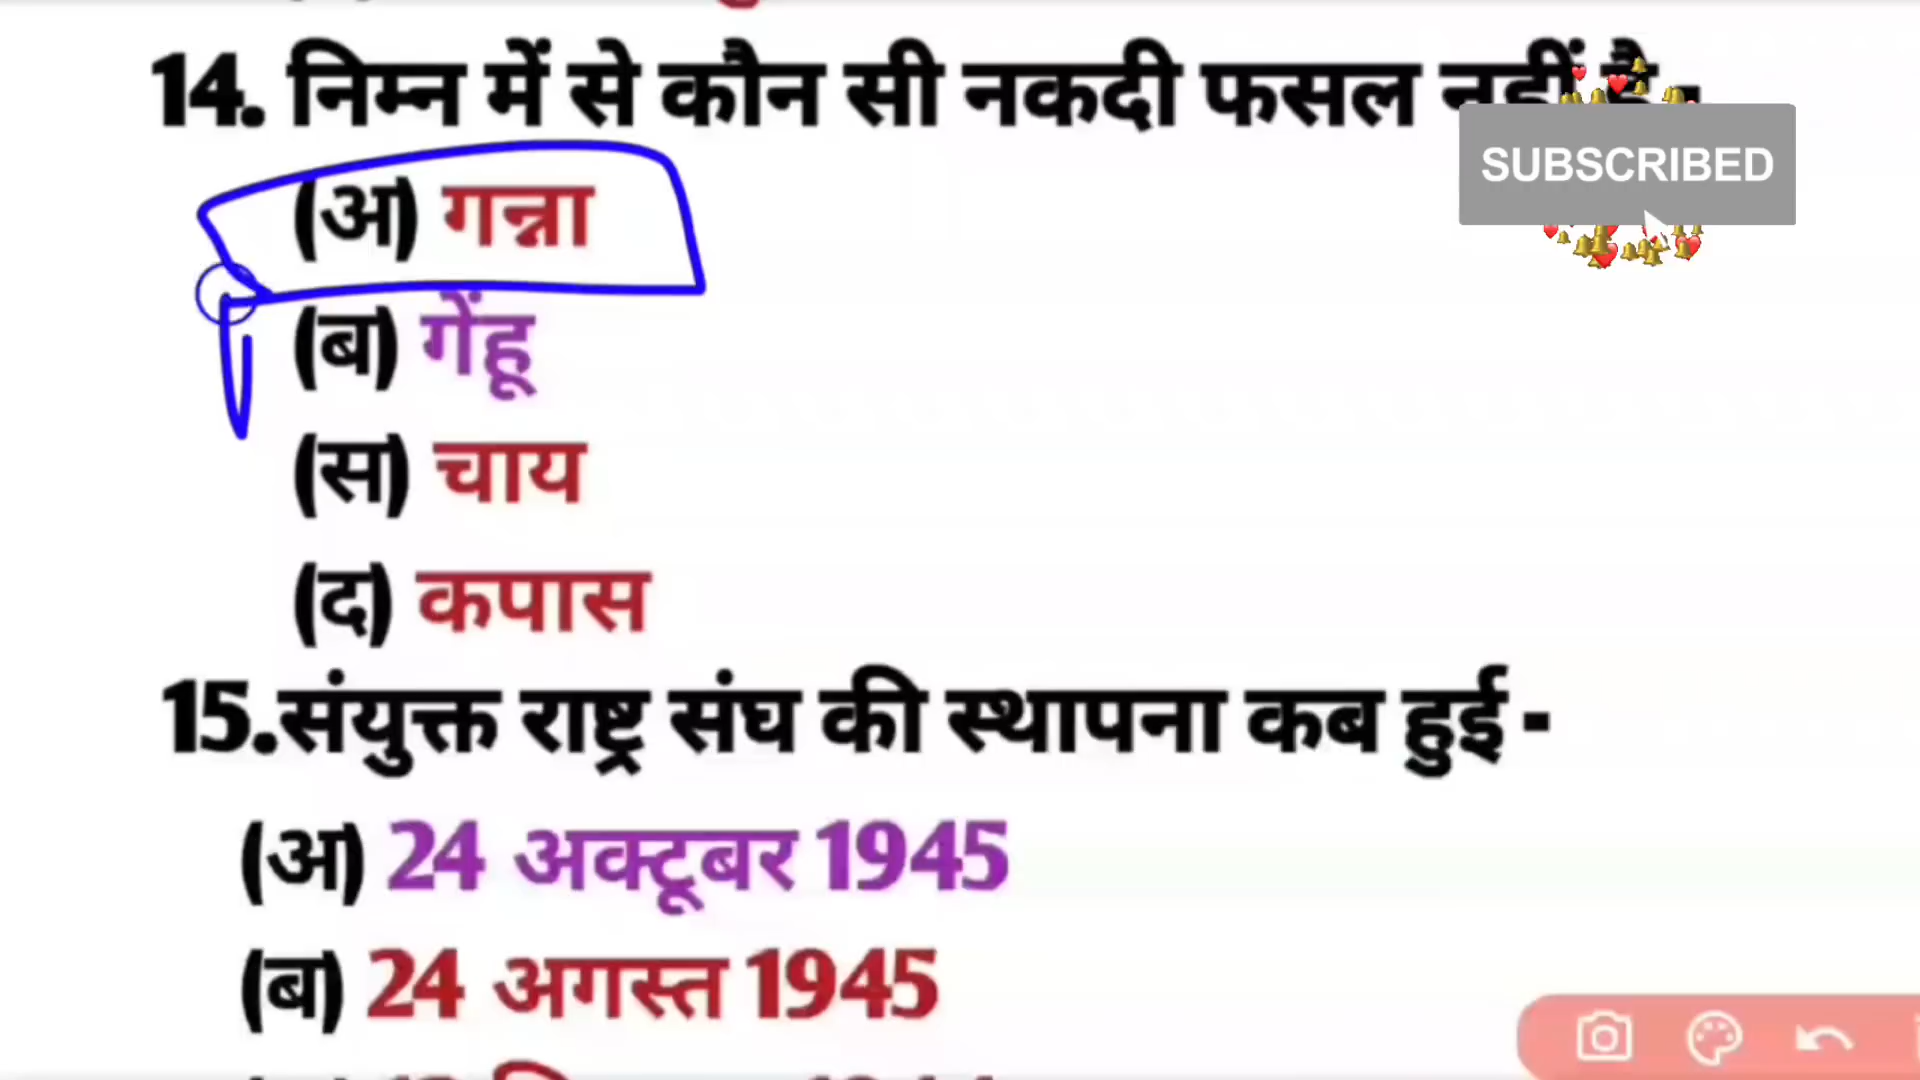 14. निम्न में से कौन सी नकदी फसल नहीं है-
SUBSCRIBED
(अ) गन्ना
(ब) गेंहू
(स) चाय
(द) कपास
15.संयुक्त राष्ट्र संघ की स्थापना कब हुई -
(अ) 24 अक्टूबर 1945
(ब) 24 अगस्त 1945